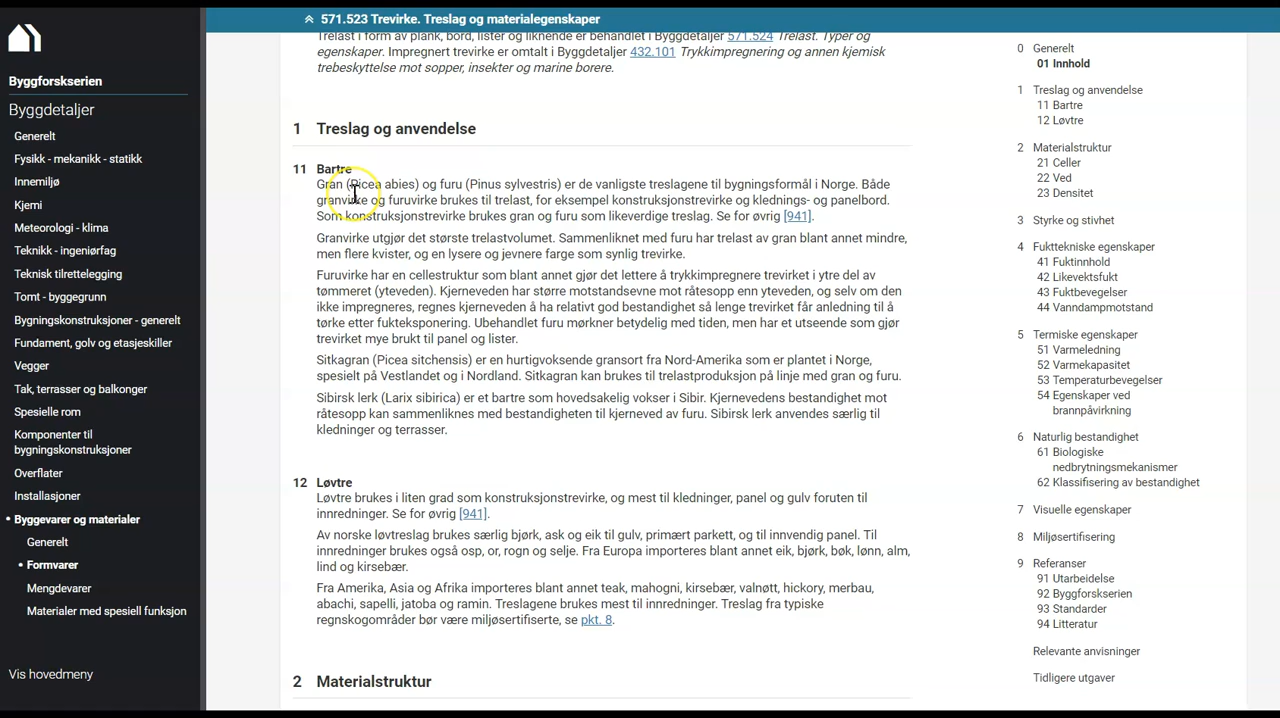 571.523 Trevirke. Treslag og materialegenskaper
Byggforskserien
Byggdetaljer
Generelt
Fysikk - mekanikk - statikk
Innemiljø
Kjemi
Meteorologi - klima
Teknikk - ingeniørfag
Teknisk tilrettelegging
Tomt - byggegrunn
Bygningskonstruksjoner - generelt
Fundament, golv og etasjeskiller
Vegger
Tak, terrasser og balkonger
Spesielle rom
Komponenter til
bygningskonstruksjoner
Overflater
Installasjoner
Byggevarer og materialer
Generelt
Formvarer
Mengdevarer
Materialer med spesiell funksjon
Vis hovedmeny
Trelast i form av plank, bord, lister og liknende er behandlet i Byggdetaljer 571.524 Trelast. Typer og
egenskaper. Impregnert trevirke er omtalt i Byggdetaljer 432.101 Trykkimpregnering og annen kjemisk
trebeskyttelse mot sopper, insekter og marine borere.
1 Treslag og anvendelse
11 Bartre
Gran (Picea abies) og furu (Pinus sylvestris) er de vanligste treslagene til bygningsformål i Norge. Både
granvirke og furuvirke brukes til trelast, for eksempel konstruksjonstrevirke og klednings- og panelbord.
Som konstruksjonstrevirke brukes gran og furu som likeverdige treslag. Se for øvrig [941].
Granvirke utgjør det største trelastvolumet. Sammenliknet med furu har trelast av gran blant annet mindre,
men flere kvister, og en lysere og jevnere farge som synlig trevirke.
Furuvirke har en cellestruktur som blant annet gjør det lettere å trykkimpregnere trevirket i ytre del av
tømmeret (yteveden). Kjerneveden har større motstandsevne mot råtesopp enn yteveden, og selv om den
ikke impregneres, regnes kjerneveden å ha relativt god bestandighet så lenge trevirket får anledning til å
tørke etter fukteksponering. Ubehandlet furu mørkner betydelig med tiden, men har et utseende som gjør
trevirket mye brukt til panel og lister.
Sitkagran (Picea sitchensis) er en hurtigvoksende gransort fra Nord-Amerika som er plantet i Norge,
spesielt på Vestlandet og i Nordland. Sitkagran kan brukes til trelastproduksjon på linje med gran og furu.
Sibirsk lerk (Larix sibirica) er et bartre som hovedsakelig vokser i Sibir. Kjernevedens bestandighet mot
råtesopp kan sammenliknes med bestandigheten til kjerneved av furu. Sibirsk lerk anvendes særlig til
kledninger og terrasser.
12 Løvtre
Løvtre brukes i liten grad som konstruksjonstrevirke, og mest til kledninger, panel og gulv foruten til
innredninger. Se for øvrig [941].
Av norske løvtreslag brukes særlig bjørk, ask og eik til gulv, primært parkett, og til innvendig panel. Til
innredninger brukes også osp, or, rogn og selje. Fra Europa importeres blant annet eik, bjørk, bøk, lønn, alm,
lind og kirsebær.
Fra Amerika, Asia og Afrika importeres blant annet teak, mahogni, kirsebær, valnøtt, hickory, merbau,
abachi, sapelli, jatoba og ramin. Treslagene brukes mest til innredninger. Treslag fra typiske
regnskogområder bør være miljøsertifiserte, se pkt. 8.
2 Materialstruktur
0 Generelt
01 Innhold
1 Treslag og anvendelse
11 Bartre
12 Løvtre
2 Materialstruktur
21 Celler
22 Ved
23 Densitet
3 Styrke og stivhet
4 Fukttekniske egenskaper
41 Fuktinnhold
42 Likevektsfukt
43 Fuktbevegelser
44 Vanndampmotstand
5 Termiske egenskaper
51 Varmeledning
52 Varmekapasitet
53 Temperaturbevegelser
54 Egenskaper ved
brannpåvirkning
6 Naturlig bestandighet
61 Biologiske
nedbrytningsmekanismer
62 Klassifisering av bestandighet
7 Visuelle egenskaper
8 Miljøsertifisering
9 Referanser
91 Utarbeidelse
92 Byggforskserien
93 Standarder
94 Litteratur
Relevante anvisninger
Tidligere utgaver